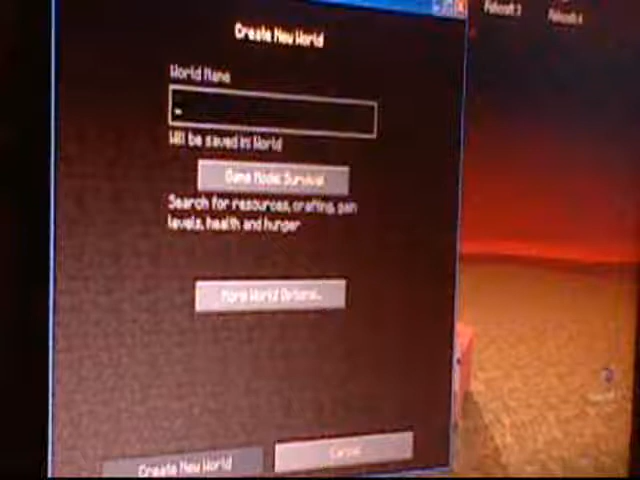 Create New World
World Name
Will be saved in World
Game Mode: Survival
Search for resources, crafting, gain
levels, health and hunger
More World Options...
Create New World
Cancel